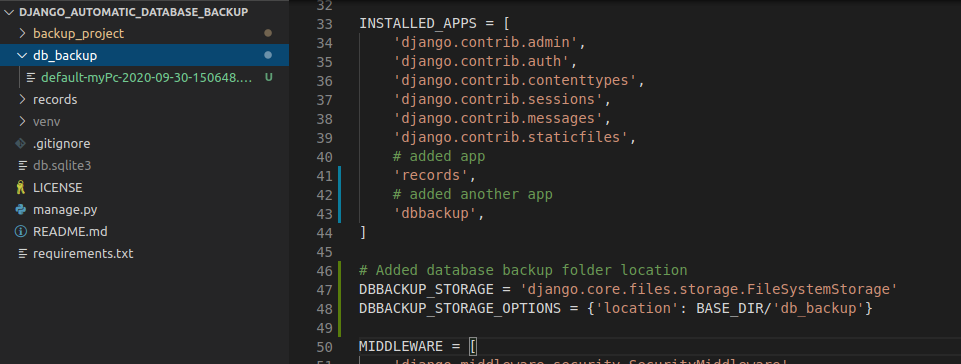 DJANGO_AUTOMATIC_DATABASE_BACKUP
backup_project
db_backup
default-myPc-2020-09-30-150648.... U
records
venv
.gitignore
db.sqlite3
LICENSE
manage.py
README.md
requirements.txt
32
33 INSTALLED_APPS = [
34 'django.contrib.admin',
35 'django.contrib.auth',
36 'django.contrib.contenttypes',
37 'django.contrib.sessions',
38 'django.contrib.messages',
39 'django.contrib.staticfiles',
40 # added app
41 'records',
42 # added another app
43 'dbbackup',
44 ]
45
46 # Added database backup folder location
47 DBBACKUP_STORAGE = 'django.core.files.storage.FileSystemStorage'
48 DBBACKUP_STORAGE_OPTIONS = {'location': BASE_DIR/'db_backup'}
49
50 MIDDLEWARE = [
51 'django.middleware.security.SecurityMiddleware'